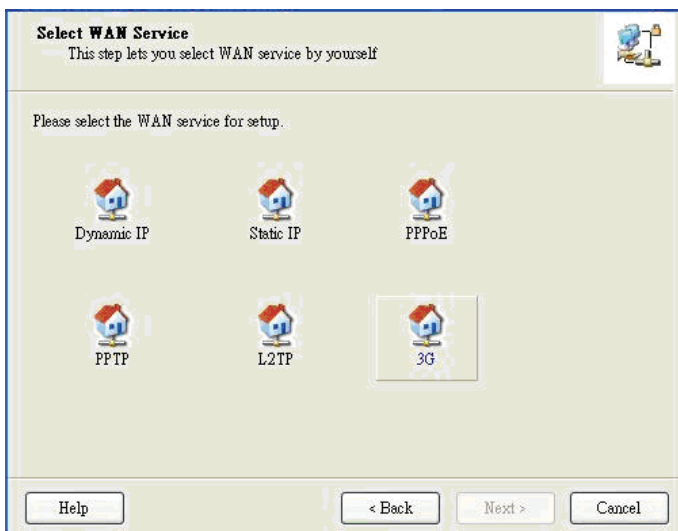 Select WAN Service
This step lets you select WAN service by yourself
Please select the WAN service for setup.
Dynamic IP
Static IP
PPPoE
PPTP
L2TP
3G
Help
< Back
Next >
Cancel